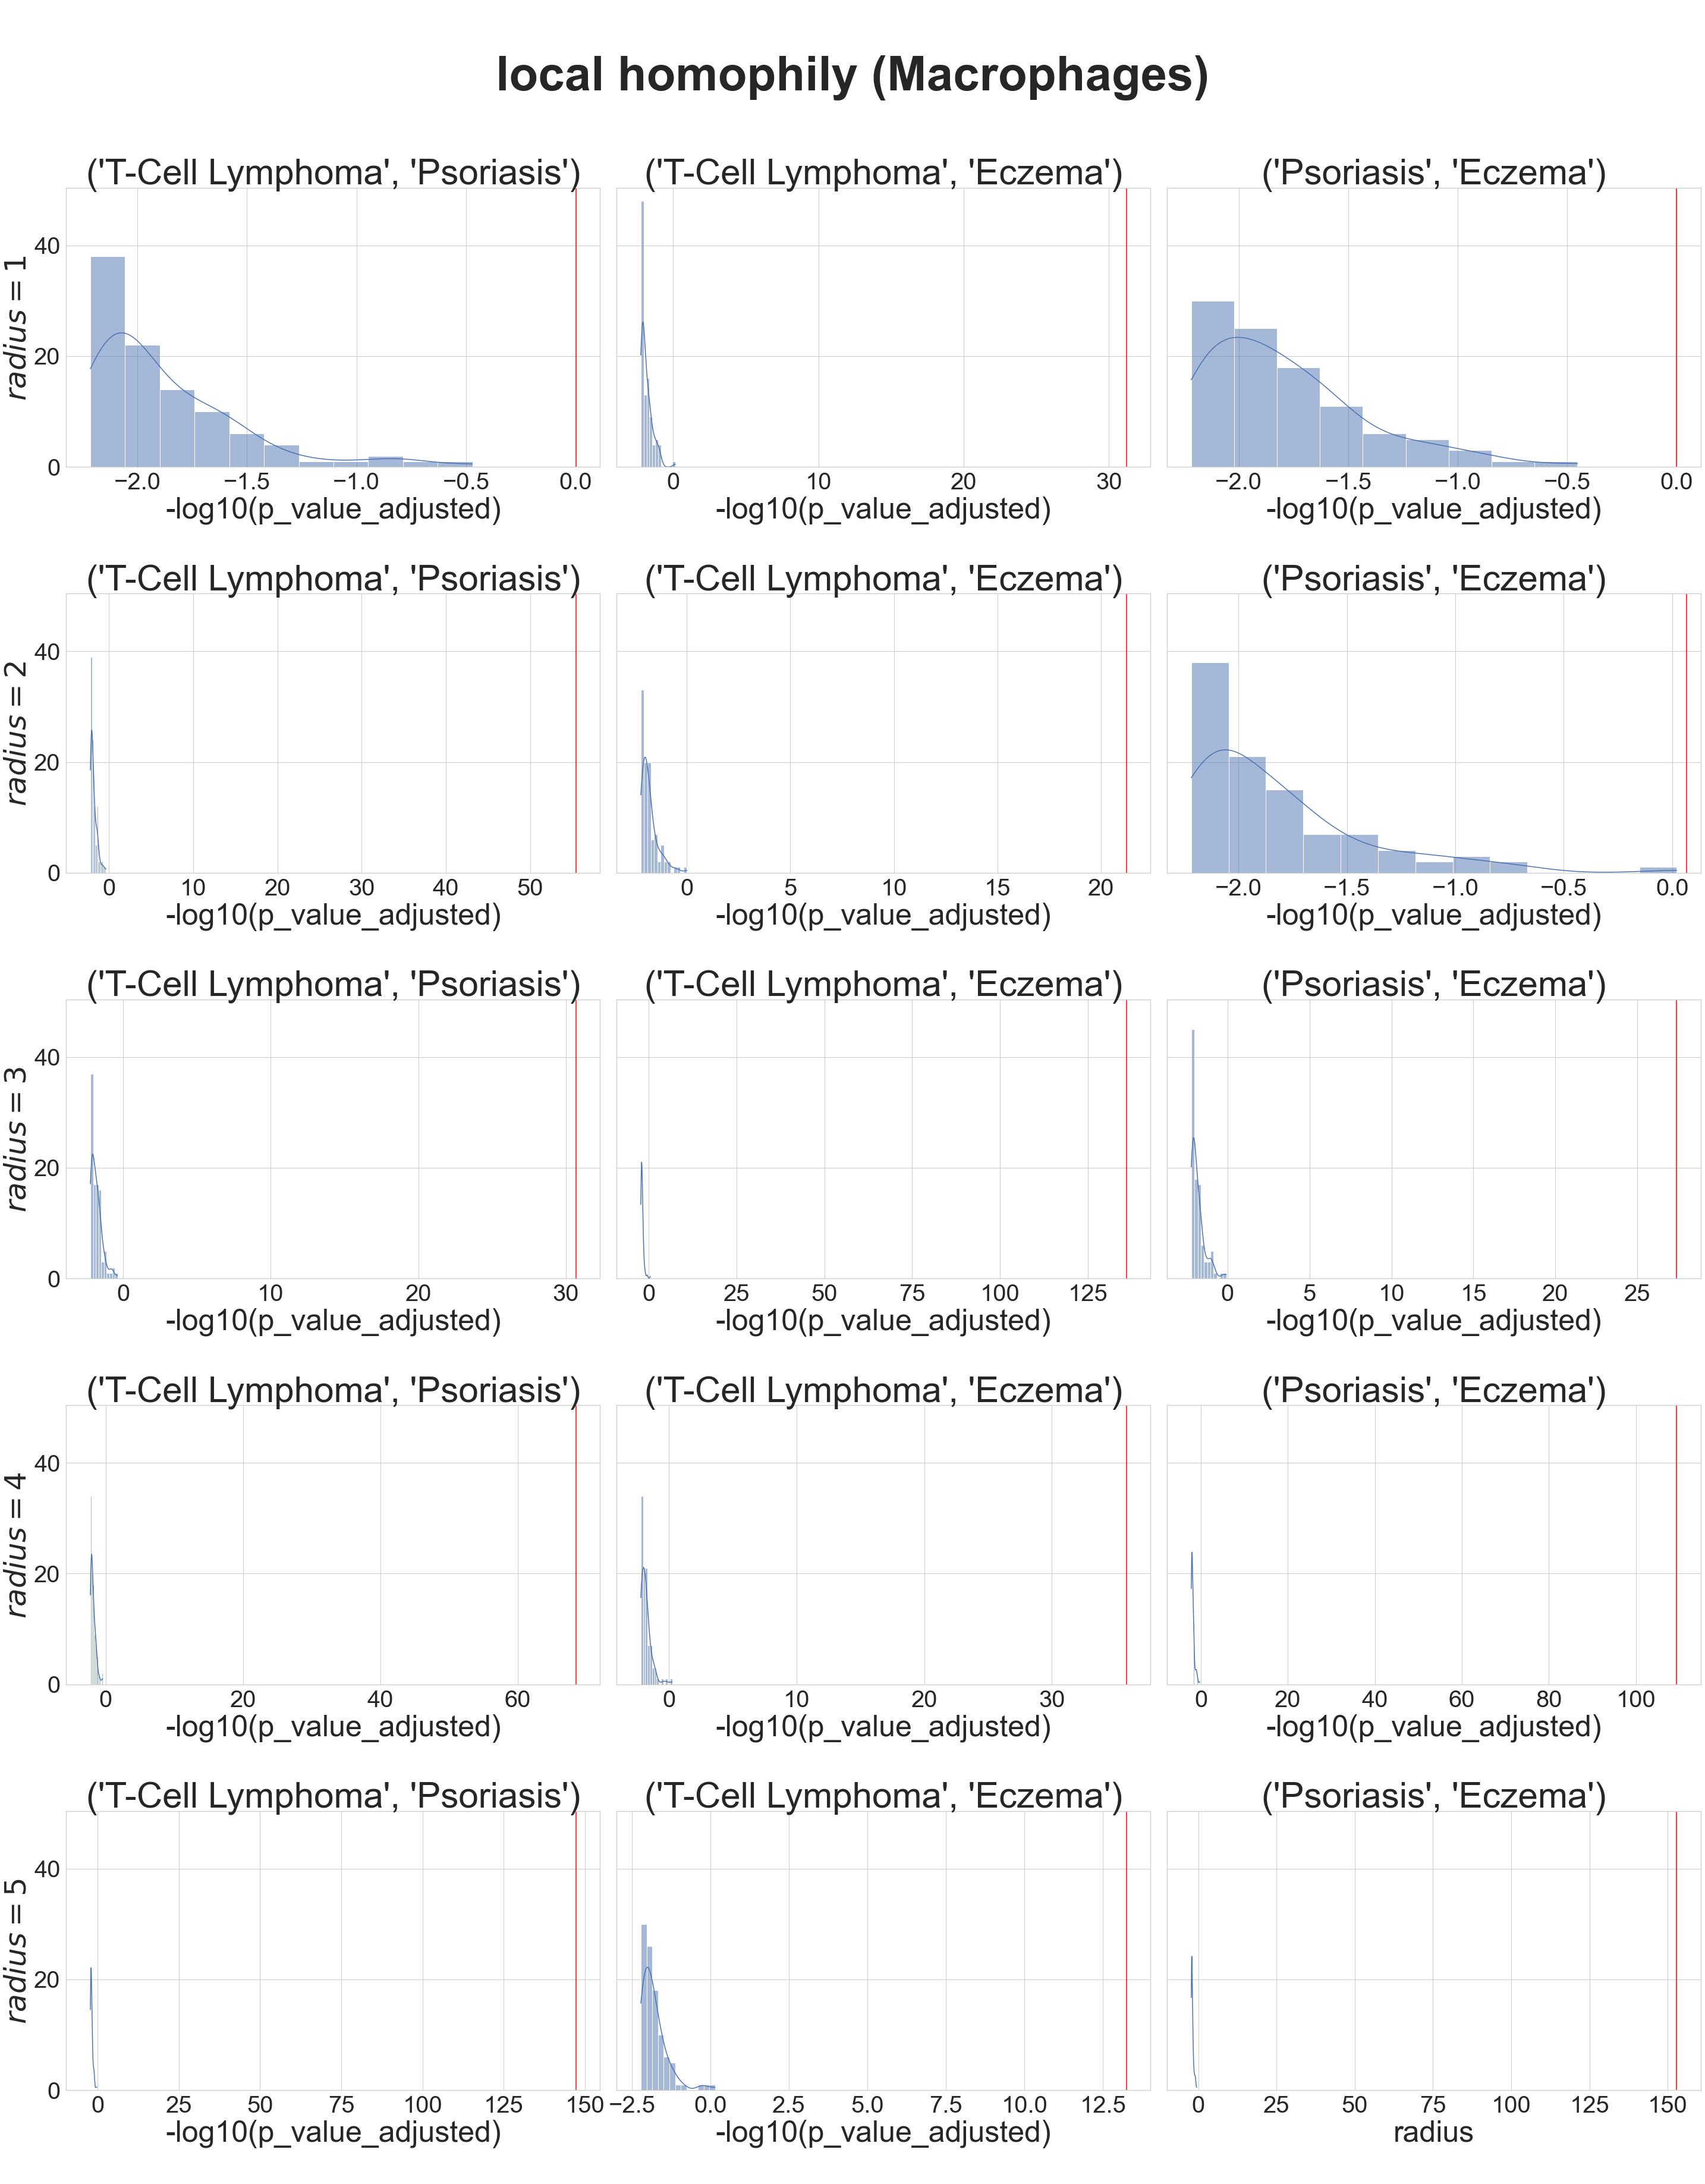 local homophily (Macrophages)
('T-Cell Lymphoma', 'Psoriasis') ('T-Cell Lymphoma', 'Eczema') ('Psoriasis', 'Eczema')
radius = 1
40
20
0
−2.0 −1.5 −1.0 −0.5 0.0 0 10 20 30 −2.0 −1.5 −1.0 −0.5 0.0
-log10(p_value_adjusted) -log10(p_value_adjusted) -log10(p_value_adjusted)
('T-Cell Lymphoma', 'Psoriasis') ('T-Cell Lymphoma', 'Eczema') ('Psoriasis', 'Eczema')
radius = 2
40
20
0
0 10 20 30 40 50 0 5 10 15 20 −2.0 −1.5 −1.0 −0.5 0.0
-log10(p_value_adjusted) -log10(p_value_adjusted) -log10(p_value_adjusted)
('T-Cell Lymphoma', 'Psoriasis') ('T-Cell Lymphoma', 'Eczema') ('Psoriasis', 'Eczema')
radius = 3
40
20
0
0 10 20 30 0 25 50 75 100 125 0 5 10 15 20 25
-log10(p_value_adjusted) -log10(p_value_adjusted) -log10(p_value_adjusted)
('T-Cell Lymphoma', 'Psoriasis') ('T-Cell Lymphoma', 'Eczema') ('Psoriasis', 'Eczema')
radius = 4
40
20
0
0 20 40 60 0 10 20 30 0 20 40 60 80 100
-log10(p_value_adjusted) -log10(p_value_adjusted) -log10(p_value_adjusted)
('T-Cell Lymphoma', 'Psoriasis') ('T-Cell Lymphoma', 'Eczema') ('Psoriasis', 'Eczema')
radius = 5
40
20
0
0 25 50 75 100 125 150 −2.5 0.0 2.5 5.0 7.5 10.0 12.5 0 25 50 75 100 125 150
-log10(p_value_adjusted) -log10(p_value_adjusted) radius